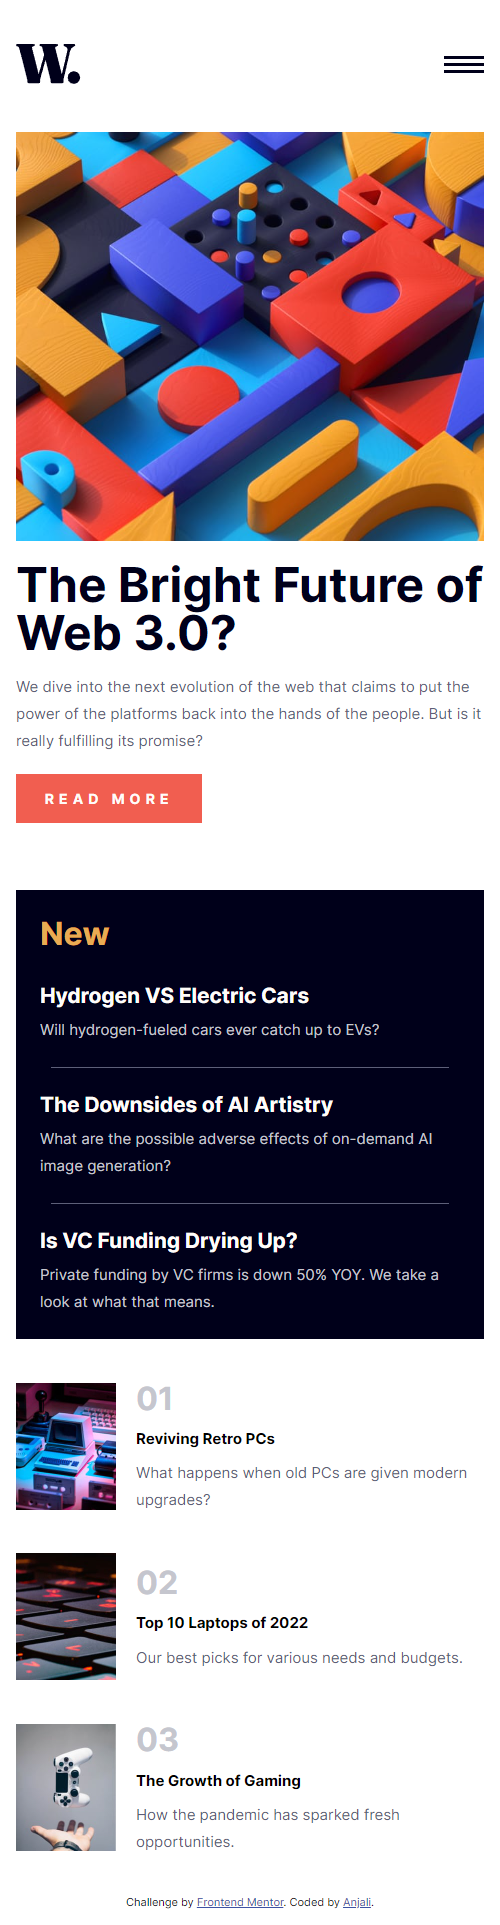 W.
The Bright Future of
Web 3.0?
We dive into the next evolution of the web that claims to put the
power of the platforms back into the hands of the people. But is it
really fulfilling its promise?
READ MORE
New
Hydrogen VS Electric Cars
Will hydrogen-fueled cars ever catch up to EVs?
The Downsides of AI Artistry
What are the possible adverse effects of on-demand AI
image generation?
Is VC Funding Drying Up?
Private funding by VC firms is down 50% YOY. We take a
look at what that means.
01
Reviving Retro PCs
What happens when old PCs are given modern
upgrades?
02
Top 10 Laptops of 2022
Our best picks for various needs and budgets.
03
The Growth of Gaming
How the pandemic has sparked fresh
opportunities.
Challenge by Frontend Mentor. Coded by Anjali.